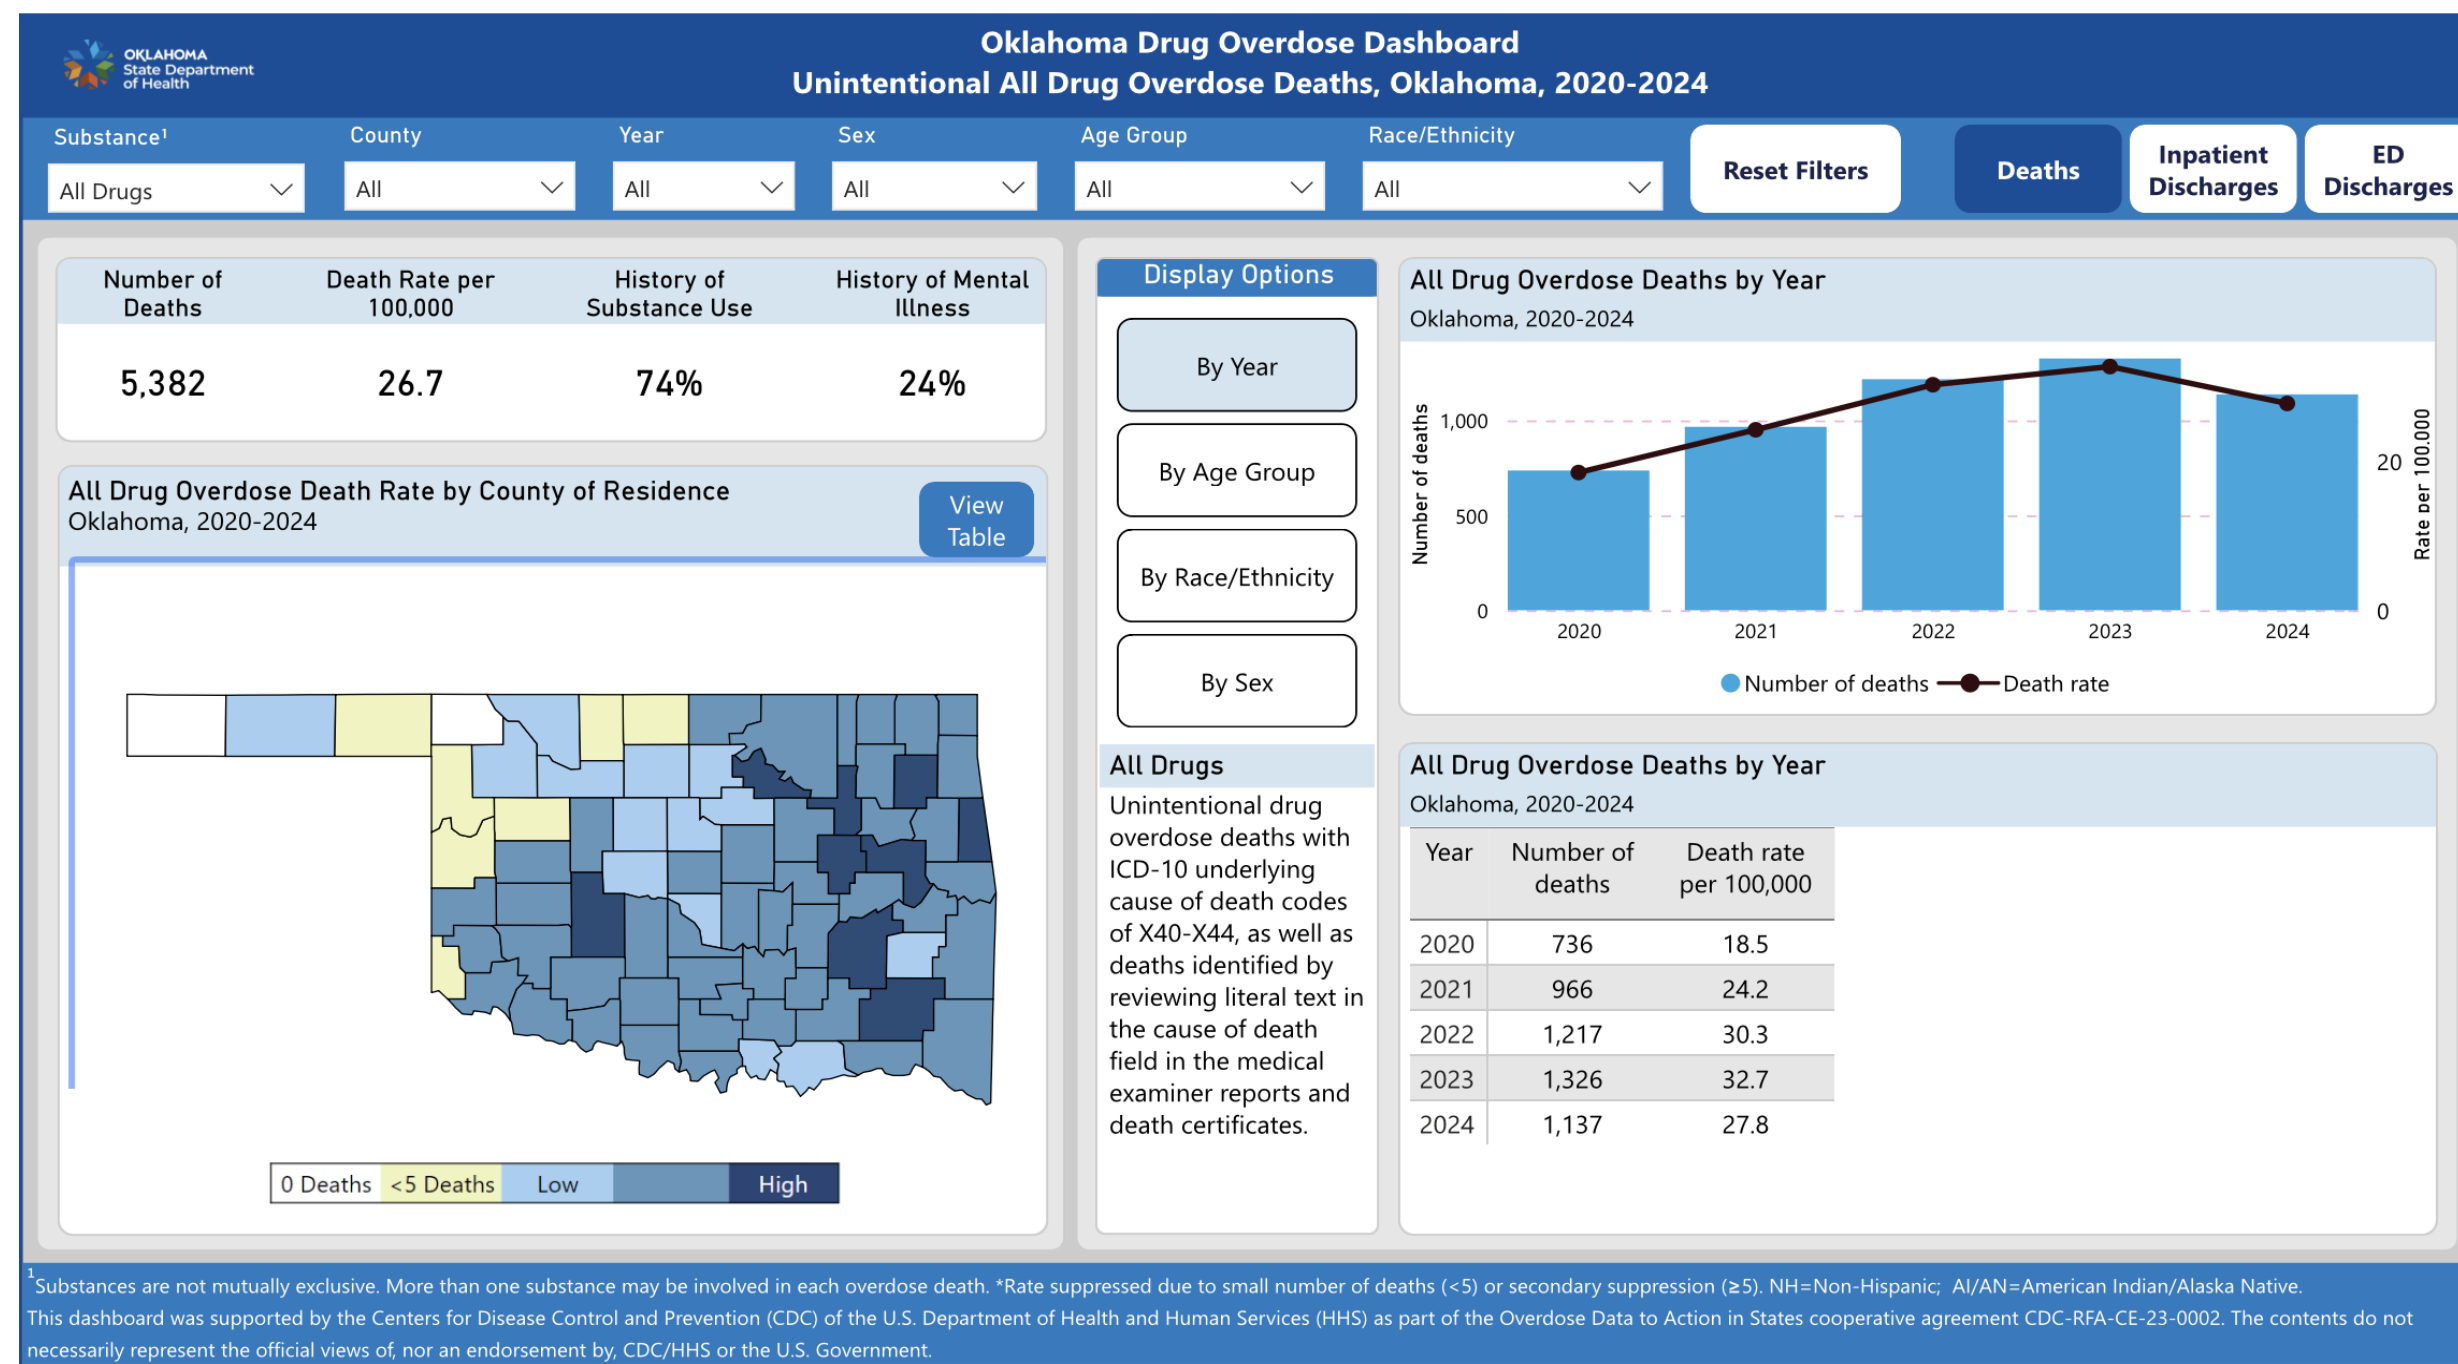 OKLAHOMA
State Department
of Health
Oklahoma Drug Overdose Dashboard
Unintentional All Drug Overdose Deaths, Oklahoma, 2020-2024
Substance¹
All Drugs
County
All
Year
All
Sex
All
Age Group
All
Race/Ethnicity
All
Reset Filters
Deaths
Inpatient
Discharges
ED
Discharges
Number of
Deaths
5,382
Death Rate per
100,000
26.7
History of
Substance Use
74%
History of Mental
Illness
24%
All Drug Overdose Death Rate by County of Residence
Oklahoma, 2020-2024
View
Table
0 Deaths <5 Deaths Low High
Display Options
By Year
By Age Group
By Race/Ethnicity
By Sex
All Drugs
Unintentional drug
overdose deaths with
ICD-10 underlying
cause of death codes
of X40-X44, as well as
deaths identified by
reviewing literal text in
the cause of death
field in the medical
examiner reports and
death certificates.
All Drug Overdose Deaths by Year
Oklahoma, 2020-2024
Number of deaths
1,000
500
0
20
0
Rate per 100.000
2020 2021 2022 2023 2024
Number of deaths Death rate
All Drug Overdose Deaths by Year
Oklahoma, 2020-2024
Year Number of Death rate
deaths per 100,000
2020 736 18.5
2021 966 24.2
2022 1,217 30.3
2023 1,326 32.7
2024 1,137 27.8
¹Substances are not mutually exclusive. More than one substance may be involved in each overdose death. *Rate suppressed due to small number of deaths (<5) or secondary suppression (≥5). NH=Non-Hispanic; AI/AN=American Indian/Alaska Native.
This dashboard was supported by the Centers for Disease Control and Prevention (CDC) of the U.S. Department of Health and Human Services (HHS) as part of the Overdose Data to Action in States cooperative agreement CDC-RFA-CE-23-0002. The contents do not
necessarily represent the official views of, nor an endorsement by, CDC/HHS or the U.S. Government.